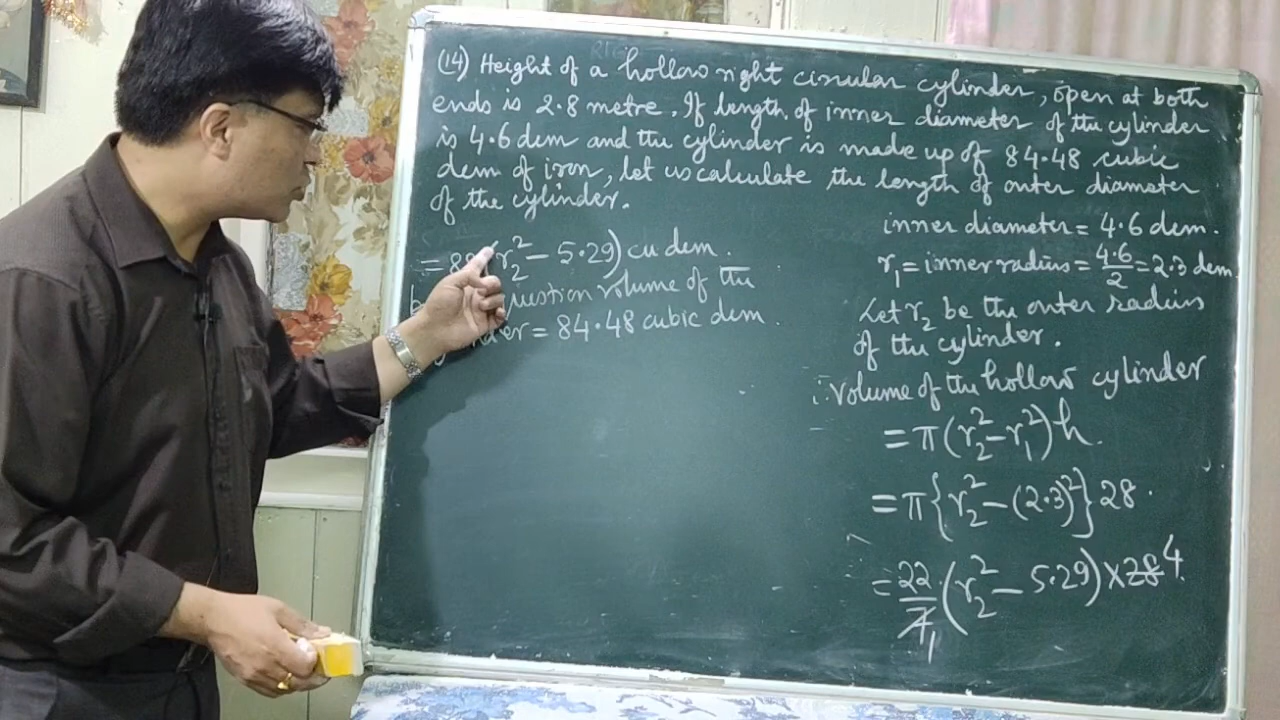 (14) Height of a hollow right circular cylinder, open at both
ends is 2.8 metre. If length of inner diameter of the cylinder
is 4.6 dcm and the cylinder is made up of 84.48 cubic
dcm of iron, let us calculate the length of outer diameter
of the cylinder.
inner diameter = 4.6 dcm.
r₁ = inner radius = 4.6/2 = 2.3 dcm
Let r₂ be the outer radius
of the cylinder.
∴ Volume of the hollow cylinder
= π(r₂² − r₁²)h.
= π{r₂² − (2.3)²}28.
= 22/7 1 (r₂² − 5.29) × 28 4.
= 88 r₂² − 5.29) cu dcm.
question volume of the
= 84.48 cubic dcm.